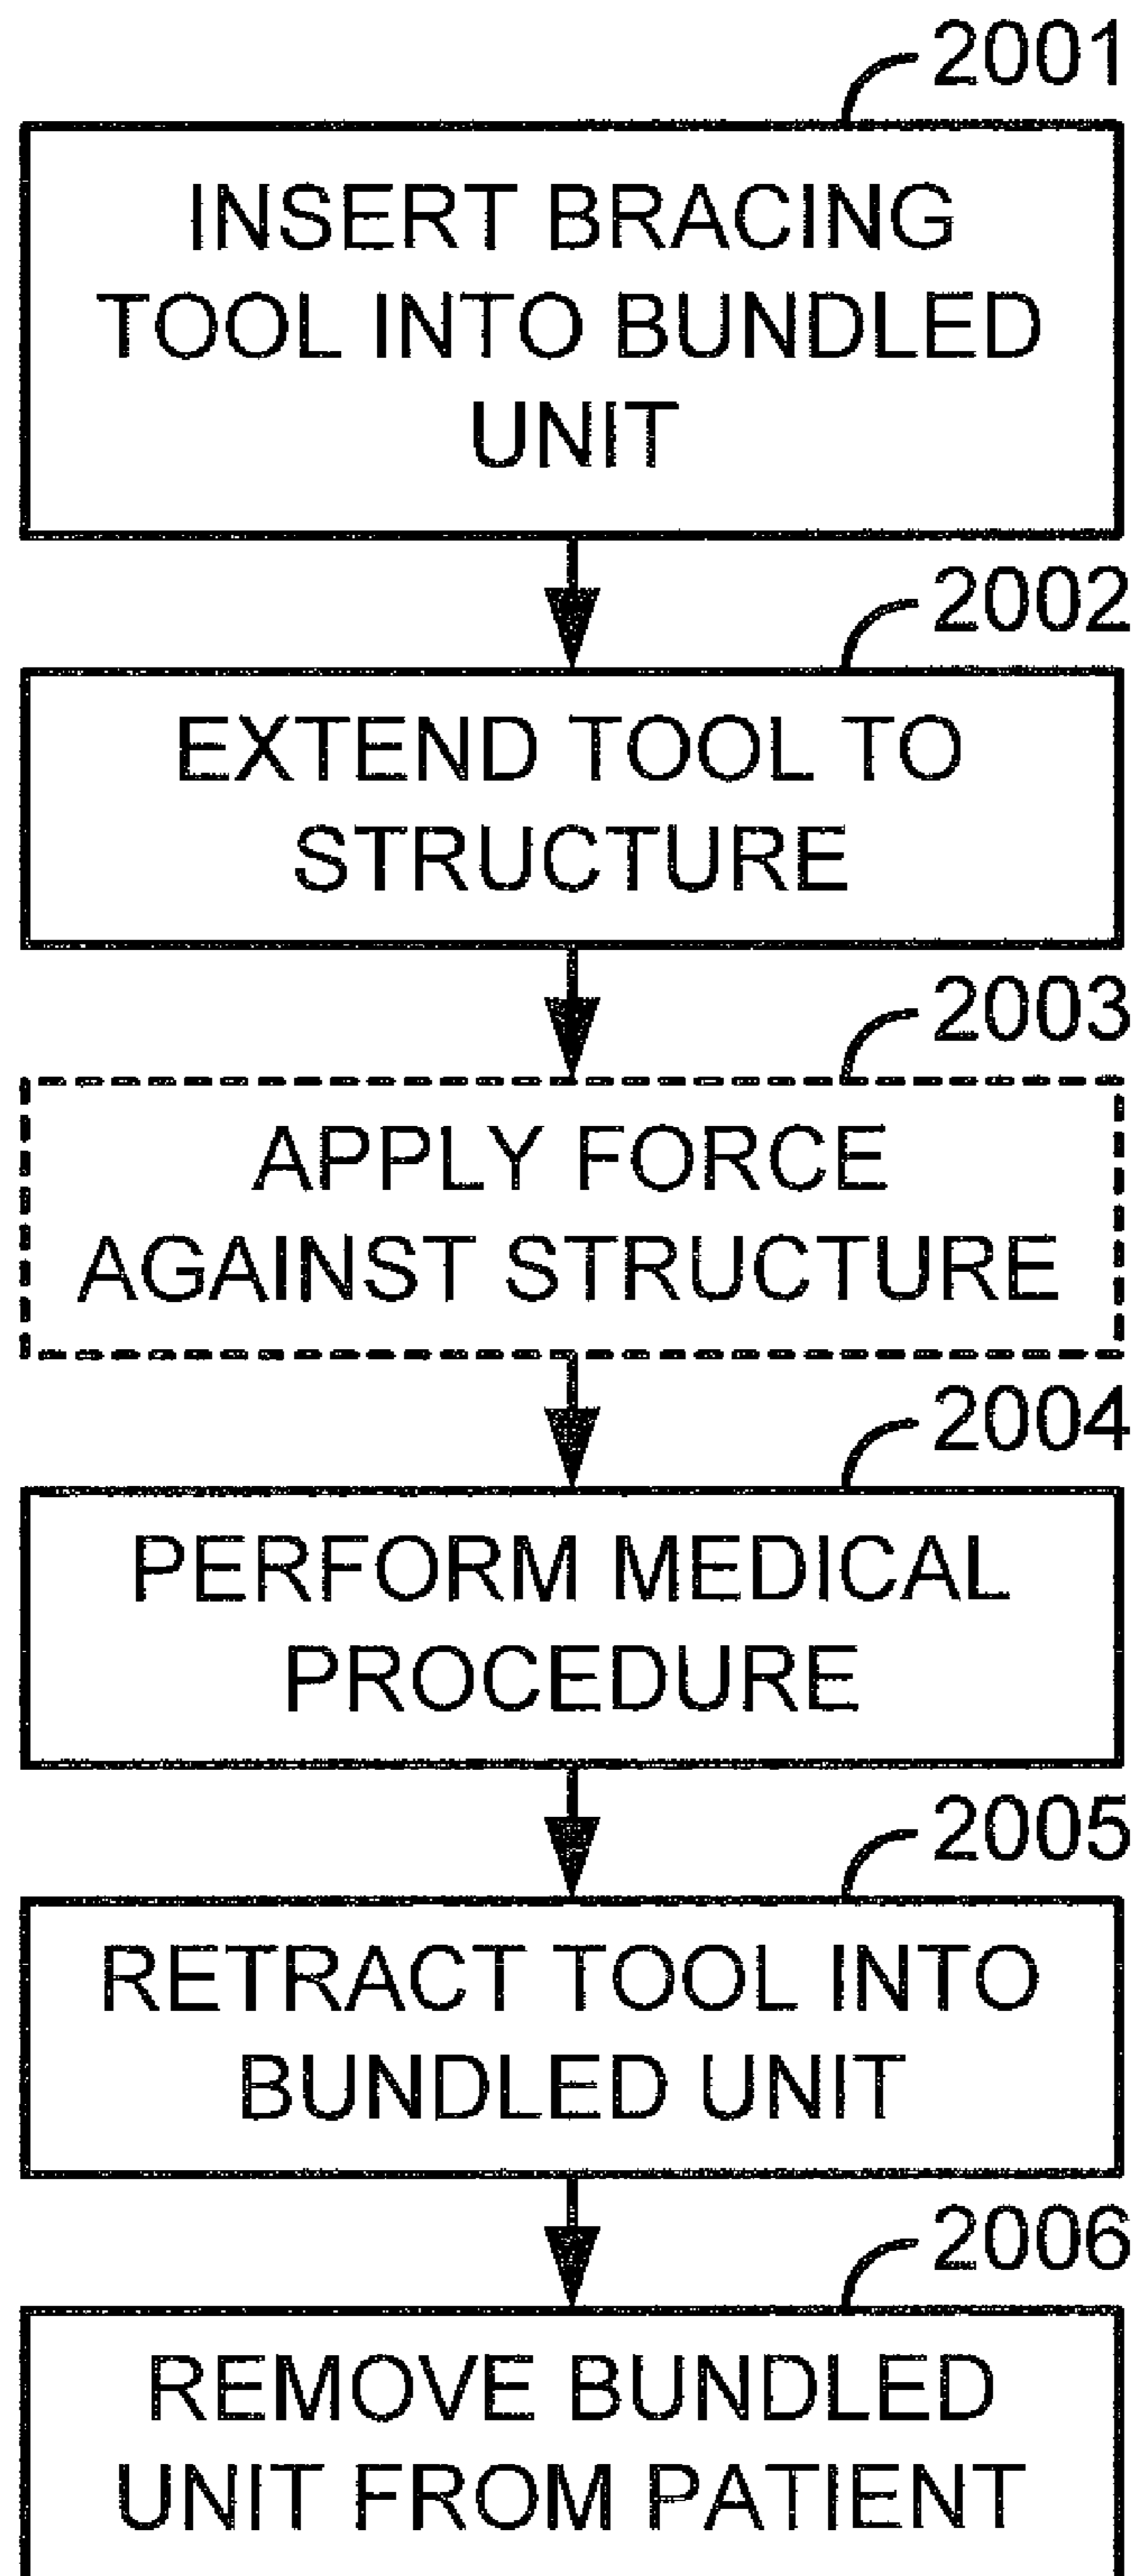 2001
INSERT BRACING
TOOL INTO BUNDLED
UNIT
2002
EXTEND TOOL TO
STRUCTURE
2003
APPLY FORCE
AGAINST STRUCTURE
2004
PERFORM MEDICAL
PROCEDURE
2005
RETRACT TOOL INTO
BUNDLED UNIT
2006
REMOVE BUNDLED
UNIT FROM PATIENT